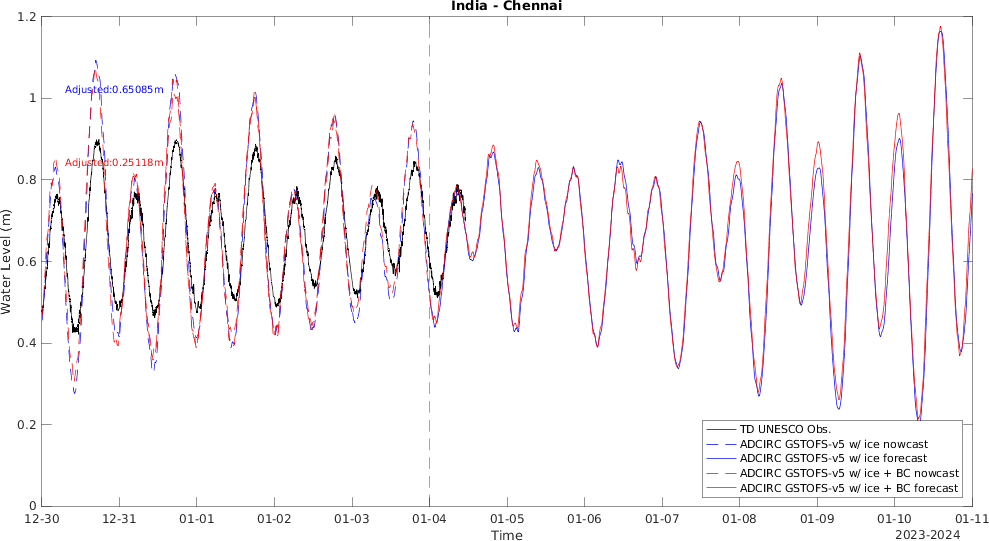 India - Chennai
Water Level (m)
1.2
1
0.8
0.6
0.4
0.2
0
Adjusted:0.65085m
Adjusted:0.25118m
TD UNESCO Obs.
ADCIRC GSTOFS-v5 w/ ice nowcast
ADCIRC GSTOFS-v5 w/ ice forecast
ADCIRC GSTOFS-v5 w/ ice + BC nowcast
ADCIRC GSTOFS-v5 w/ ice + BC forecast
12-30 12-31 01-01 01-02 01-03 01-04 01-05 01-06 01-07 01-08 01-09 01-10 01-11
Time
2023-2024